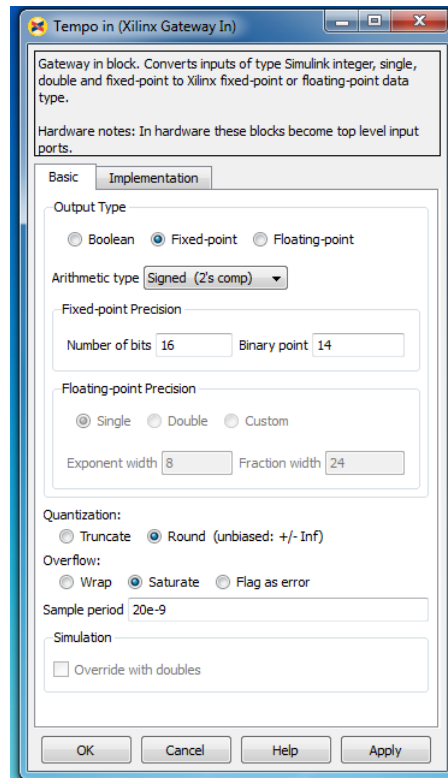 Tempo in (Xilinx Gateway In)
Gateway in block. Converts inputs of type Simulink integer, single,
double and fixed-point to Xilinx fixed-point or floating-point data
type.
Hardware notes: In hardware these blocks become top level input
ports.
Basic Implementation
Output Type
Boolean Fixed-point Floating-point
Arithmetic type Signed (2's comp)
Fixed-point Precision
Number of bits 16 Binary point 14
Floating-point Precision
Single Double Custom
Exponent width 8 Fraction width 24
Quantization:
Truncate Round (unbiased: +/- Inf)
Overflow:
Wrap Saturate Flag as error
Sample period 20e-9
Simulation
Override with doubles
OK Cancel Help Apply